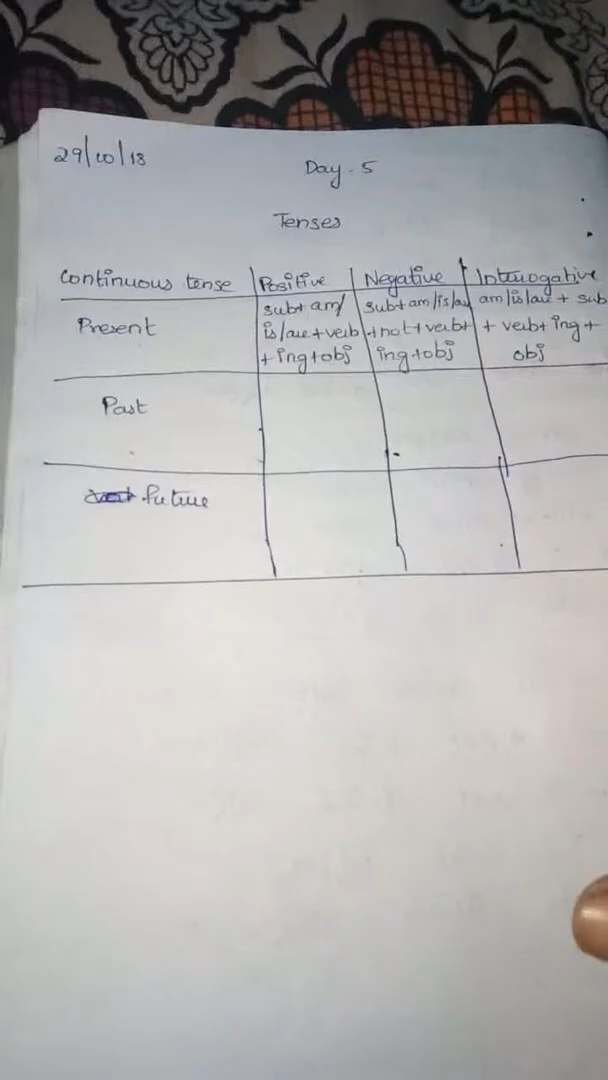 29/10/18
Day - 5
Tenses
Continuous tense | Positive | Negative | Interrogative
Present
sub+ am/
is/are + verb
+ ing + obj
sub+am/is/are
+ not + verb+
ing + obj
am/is/are + sub
+ verb+ ing +
obj
Past
future